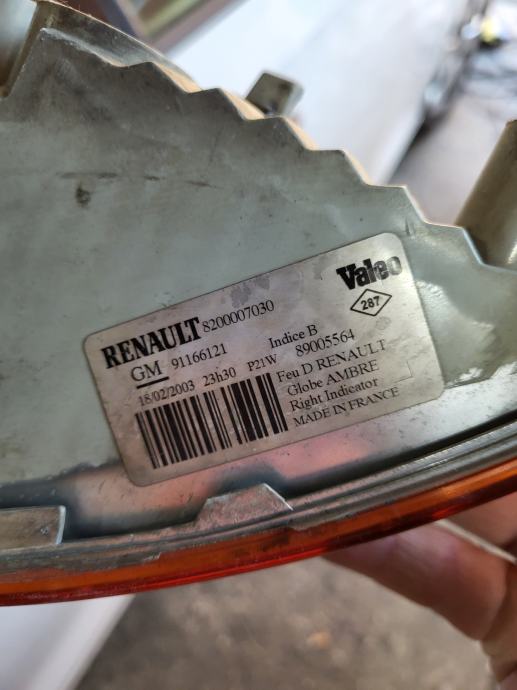 Valeo
287
RENAULT 8200007030
GM 91166121 Indice B
18/02/2003 23h30 P21W 89005564
Feu D RENAULT
Globe AMBRE
Right Indicator
MADE IN FRANCE